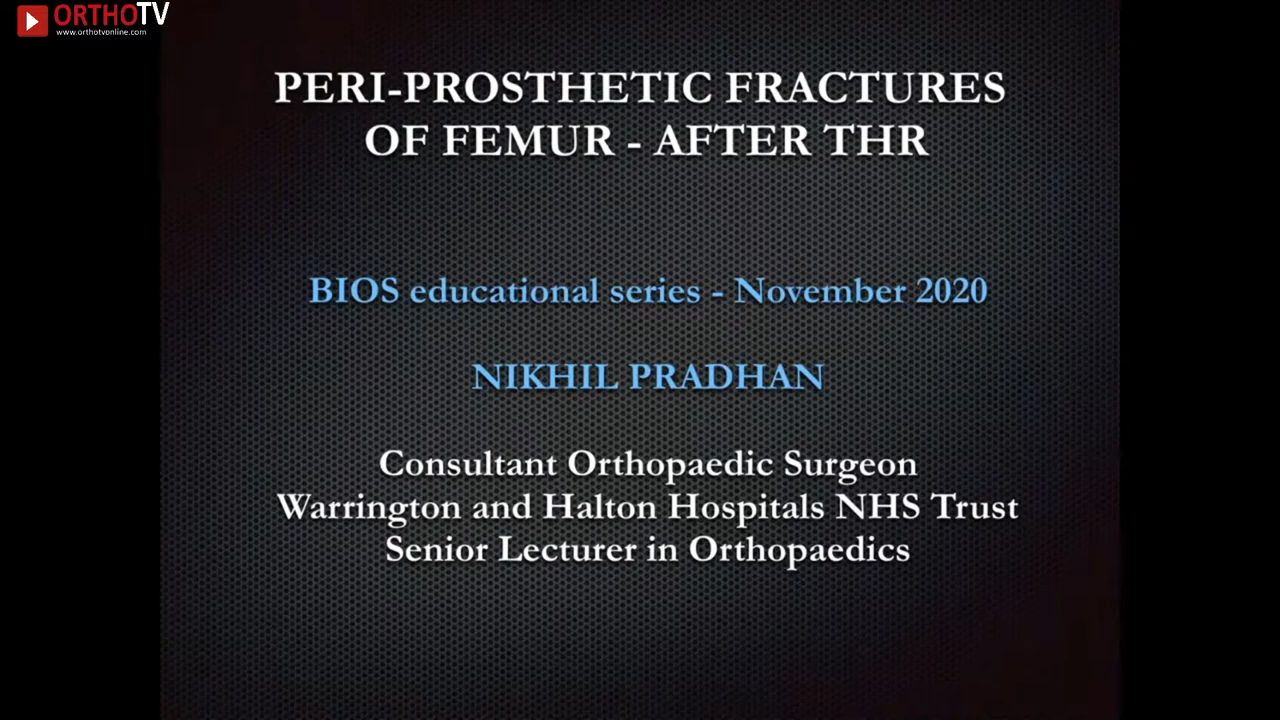 ORTHOTV
www.orthotvonline.com
PERI-PROSTHETIC FRACTURES
OF FEMUR - AFTER THR
BIOS educational series - November 2020
NIKHIL PRADHAN
Consultant Orthopaedic Surgeon
Warrington and Halton Hospitals NHS Trust
Senior Lecturer in Orthopaedics